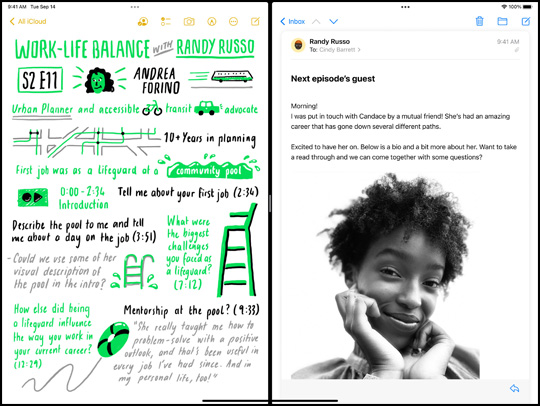 9:41 AM Tue Sep 14
100%
All iCloud
WORK-LIFE BALANCE WITH RANDY RUSSO
S2 E11
ANDREA
FORINO
Urban Planner and accessible transit advocate
10+ Years in planning
First job was as a lifeguard at a community pool
0:00 - 2:34
Introduction
Tell me about your first job (2:34)
Describe the pool to me and tell
me about a day on the job (3:51)
- Could we use some of her
visual description of
the pool in the intro?
What were
the biggest
challenges
you faced as
a lifeguard?
(7:12)
How else did being
a lifeguard influence
the way you work in
your current career?
(12:29)
Mentorship at the pool? (9:33)
"She really taught me how to
problem-solve with a positive
outlook, and that's been useful in
every job I've had since. And in
my personal life, too!"
Inbox
Randy Russo
To: Cindy Barrett
9:41 AM
Next episode's guest
Morning!
I was put in touch with Candace by a mutual friend! She's had an amazing
career that has gone down several different paths.
Excited to have her on. Below is a bio and a bit more about her. Want to take
a read through and we can come together with some questions?